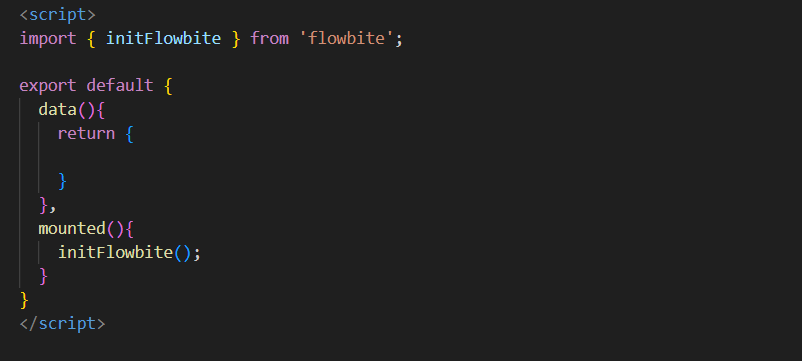 <script>
import { initFlowbite } from 'flowbite';
export default {
data(){
return {
}
},
mounted(){
initFlowbite();
}
}
</script>